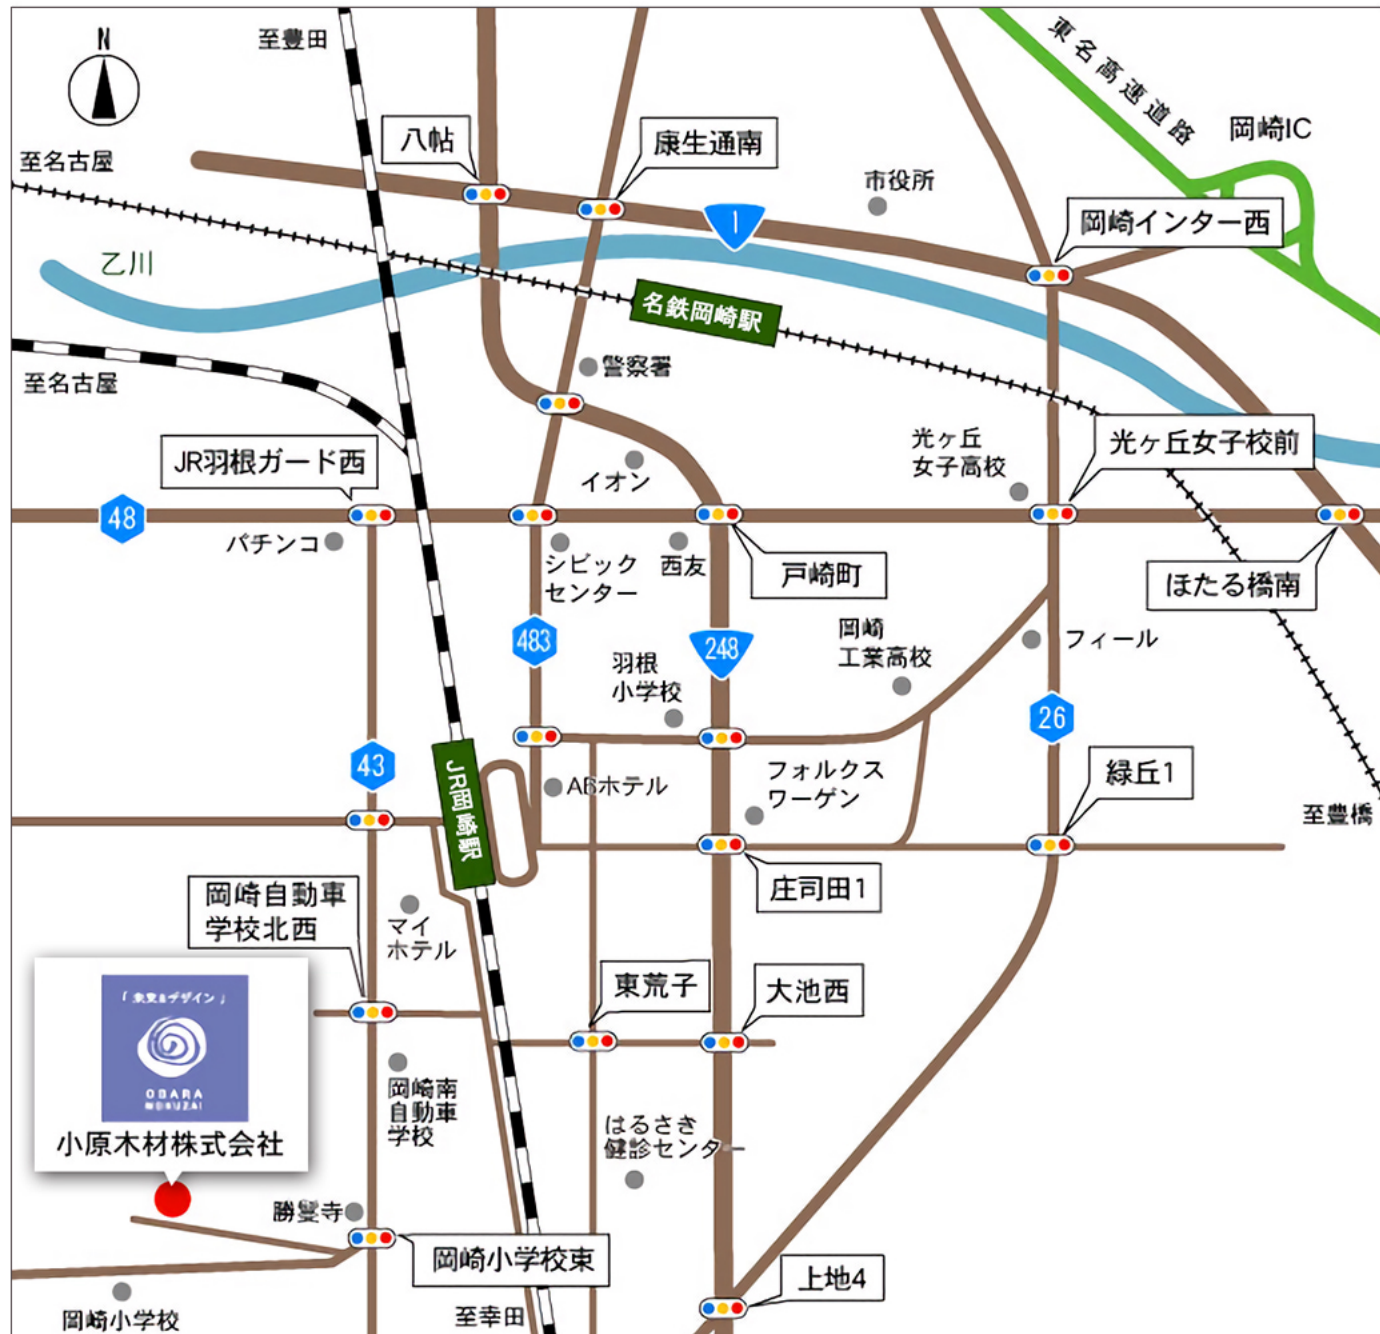 N
至豊田
東名高速道路
岡崎IC
八帖
康生通南
至名古屋
市役所
1
岡崎インター西
乙川
名鉄岡崎駅
至名古屋
警察署
光ヶ丘
女子高校
光ヶ丘女子校前
JR羽根ガード西
イオン
48
パチンコ
シビック
センター
西友
戸崎町
ほたる橋南
483
248
羽根
小学校
岡崎
工業高校
フィール
26
43
JR岡崎駅
ABホテル
フォルクス
ワーゲン
緑丘1
至豊橋
庄司田1
岡崎自動車
学校北西
マイ
ホテル
東荒子
大池西
「未来をデザイン」
OBARA
MOKUZAI
小原木材株式会社
岡崎南
自動車
学校
はるさき
健診センター
勝鬘寺
岡崎小学校東
上地4
岡崎小学校
至幸田